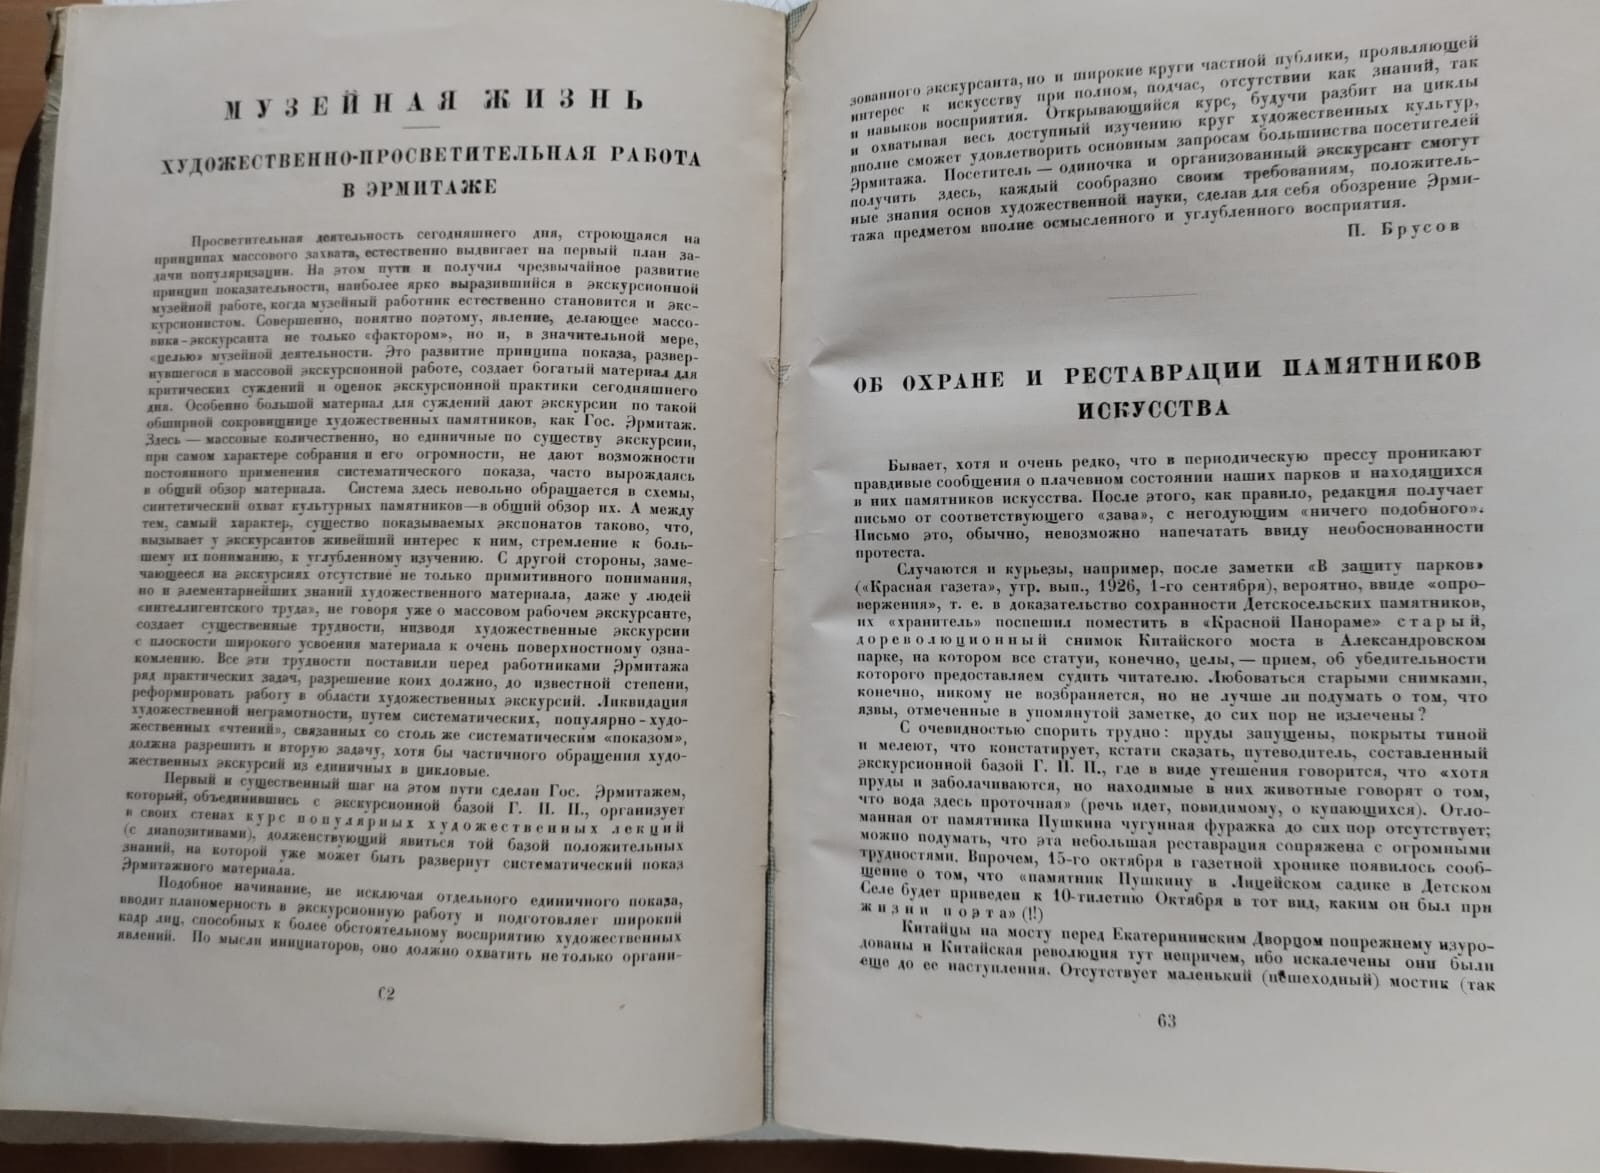 МУЗЕЙНАЯ ЖИЗНЬ
ХУДОЖЕСТВЕННО-ПРОСВЕТИТЕЛЬНАЯ РАБОТА
В ЭРМИТАЖЕ
Просветительная деятельность сегодняшнего дня, строющаяся на
принципах массового захвата, естественно выдвигает на первый план за-
дачи популяризации. На этом пути и получил чрезвычайное развитие
принцип показательности, наиболее ярко выразившийся в экскурсионной
музейной работе, когда музейный работник естественно становится и экс-
курсионистом. Совершенно, понятно поэтому, явление, делающее массо-
вика-экскурсанта не только «фактором», но и, в значительной мере,
«целью» музейной деятельности. Это развитие принципа показа, развер-
нувшегося в массовой экскурсионной работе, создает богатый материал для
критических суждений и оценок экскурсионной практики сегодняшнего
дня. Особенно большой материал для суждений дают экскурсии по такой
обширной сокровищнице художественных памятников, как Гос. Эрмитаж.
Здесь — массовые количественно, но единичные по существу экскурсии,
при самом характере собрания и его огромности, не дают возможности
постоянного применения систематического показа, часто вырождаясь
в общий обзор материала. Система здесь невольно обращается в схемы,
синтетический охват культурных памятников—в общий обзор их. А между
тем, самый характер, существо показываемых экспонатов таково, что,
вызывает у экскурсантов живейший интерес к ним, стремление к боль-
шему их пониманию, к углубленному изучению. С другой стороны, заме-
чающееся на экскурсиях отсутствие не только примитивного понимания,
но и элементарнейших знаний художественного материала, даже у людей
«интеллигентского труда», не говоря уже о массовом рабочем экскурсанте,
создает существенные трудности, низводя художественные экскурсии
с плоскости широкого усвоения материала к очень поверхностному озна-
комлению. Все эти трудности поставили перед работниками Эрмитажа
ряд практических задач, разрешение коих должно, до известной степени,
реформировать работу в области художественных экскурсий. Ликвидация
художественной неграмотности, путем систематических, популярно-худо-
жественных «чтений», связанных со столь же систематическим «показом»,
должна разрешить и вторую задачу, хотя бы частичного обращения худо-
жественных экскурсий из единичных в цикловые.
Первый и существенный шаг на этом пути сделан Гос. Эрмитажем,
который, объединившись с экскурсионной базой Г. П. П., организует
в своих стенах курс популярных художественных лекций
(с диапозитивами), долженствующий явиться той базой положительных
знаний, на которой уже может быть развернут систематический показ
Эрмитажного материала.
Подобное начинание, не исключая отдельного единичного показа,
вводит планомерность в экскурсионную работу и подготовляет широкий
кадр лиц, способных к более обстоятельному восприятию художественных
явлений. По мысли инициаторов, оно должно охватить не только органи-
62
зованного экскурсанта, но и широкие круги частной публики, проявляющей
интерес к искусству при полном, подчас, отсутствии как знаний, так
и навыков восприятия. Открывающийся курс, будучи разбит на циклы
и охватывая весь доступный изучению круг художественных культур,
вполне сможет удовлетворить основным запросам большинства посетителей
Эрмитажа. Посетитель — одиночка и организованный экскурсант смогут
получить здесь, каждый сообразно своим требованиям, положитель-
ные знания основ художественной науки, сделав для себя обозрение Эрми-
тажа предметом вполне осмысленного и углубленного восприятия.
П. Брусов
ОБ ОХРАНЕ И РЕСТАВРАЦИИ ПАМЯТНИКОВ
ИСКУССТВА
Бывает, хотя и очень редко, что в периодическую прессу проникают
правдивые сообщения о плачевном состоянии наших парков и находящихся
в них памятников искусства. После этого, как правило, редакция получает
письмо от соответствующего «зава», с негодующим «ничего подобного».
Письмо это, обычно, невозможно напечатать ввиду необоснованности
протеста.
Случаются и курьезы, например, после заметки «В защиту парков»
(«Красная газета», утр. вып., 1926, 1-го сентября), вероятно, ввиде «опро-
вержения», т. е. в доказательство сохранности Детскосельских памятников,
их «хранитель» поспешил поместить в «Красной Панораме» старый,
дореволюционный снимок Китайского моста в Александровском
парке, на котором все статуи, конечно, целы, — прием, об убедительности
которого предоставляем судить читателю. Любоваться старыми снимками,
конечно, никому не возбраняется, но не лучше ли подумать о том, что
язвы, отмеченные в упомянутой заметке, до сих пор не излечены?
С очевидностью спорить трудно: пруды запущены, покрыты тиной
и мелеют, что констатирует, кстати сказать, путеводитель, составленный
экскурсионной базой Г. П. П., где в виде утешения говорится, что «хотя
пруды и заболачиваются, но находимые в них животные говорят о том,
что вода здесь проточная» (речь идет, повидимому, о купающихся). Отло-
манная от памятника Пушкина чугунная фуражка до сих пор отсутствует;
можно подумать, что эта небольшая реставрация сопряжена с огромными
трудностями. Впрочем, 15-го октября в газетной хронике появилось сооб-
щение о том, что «памятник Пушкину в Лицейском садике в Детском
Селе будет приведен к 10-тилетию Октября в тот вид, каким он был при
жизни поэта» (!!)
Китайцы на мосту перед Екатерининским Дворцом попрежнему изуро-
дованы и Китайская революция тут непричем, ибо искалечены они были
еще до ее наступления. Отсутствует маленький (пешеходный) мостик (так
63